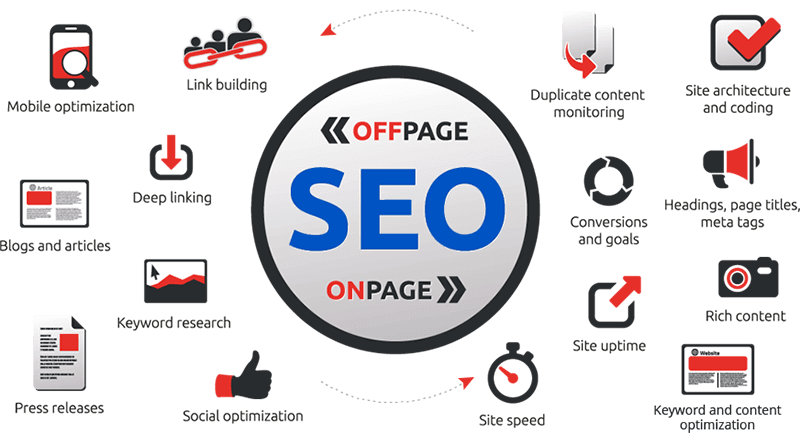 Mobile optimization
Link building
Deep linking
Article
Blogs and articles
Keyword research
Press releases
Social optimization
OFFPAGE
SEO
ONPAGE
Duplicate content
monitoring
Site architecture
and coding
Conversions
and goals
Headings, page titles,
meta tags
Site uptime
Rich content
Site speed
Website
Keyword and content
optimization